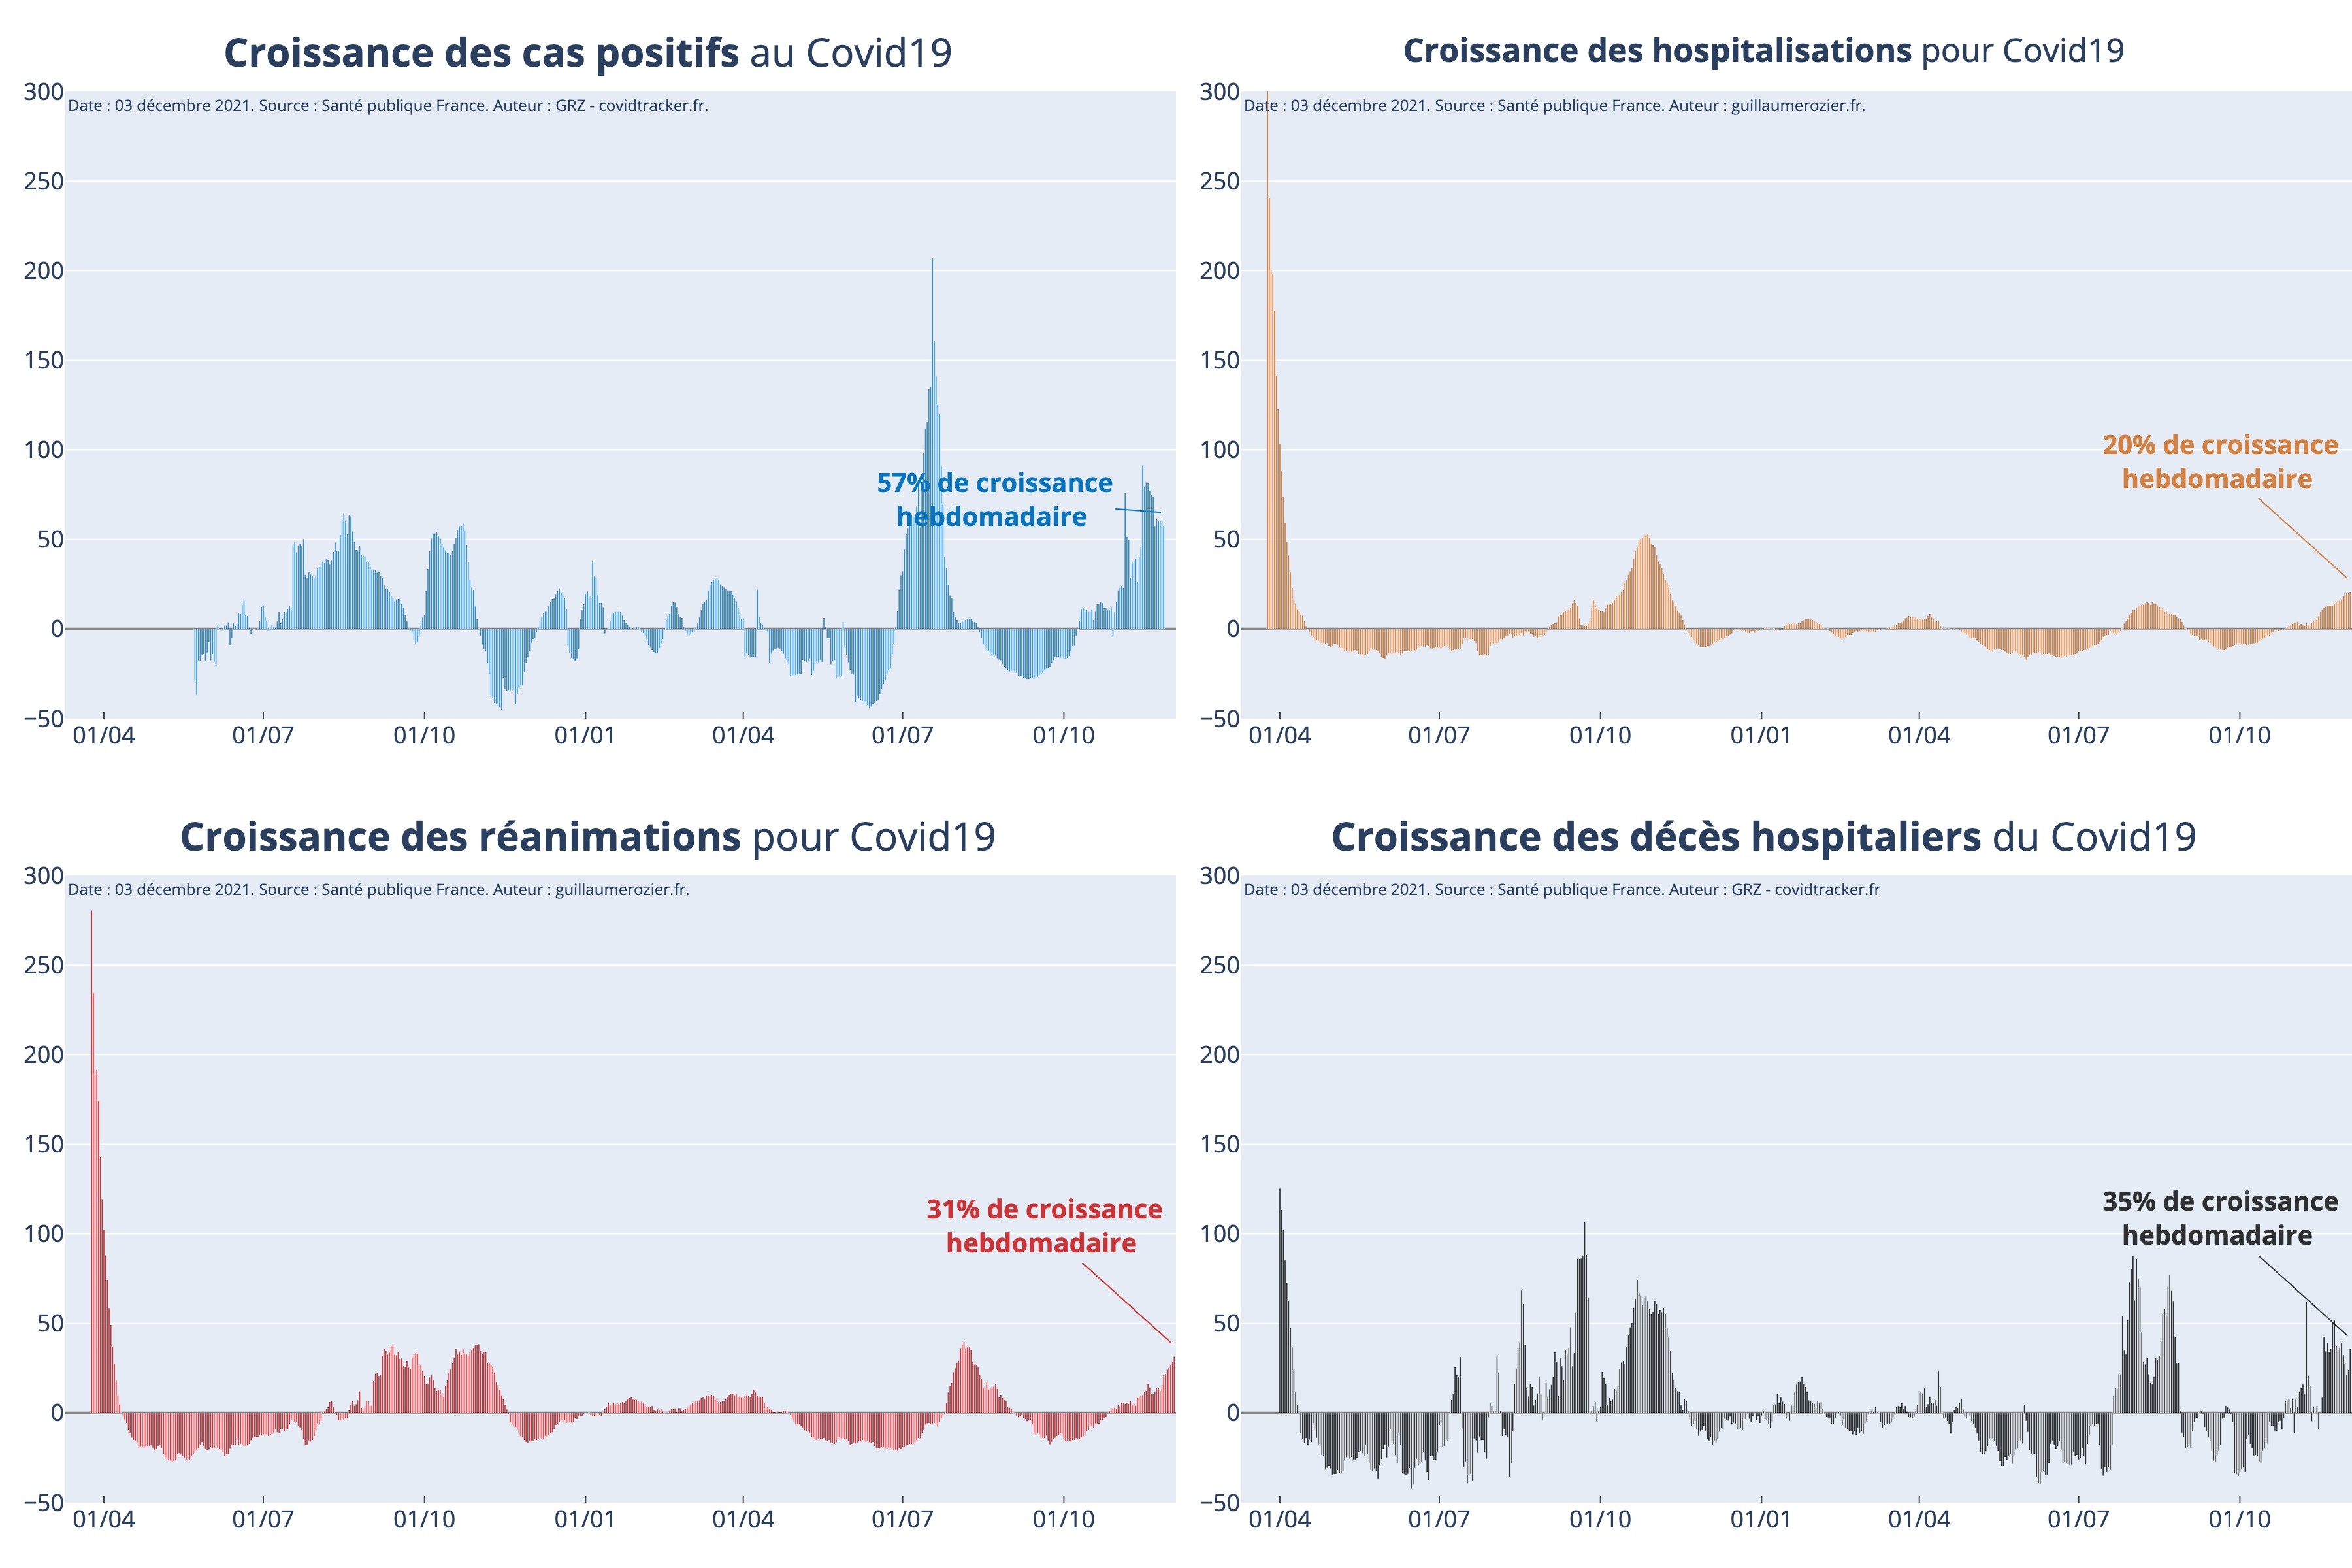 Croissance des cas positifs au Covid19
Date : 03 décembre 2021. Source : Santé publique France. Auteur : GRZ - covidtracker.fr.
300
250
200
150
100
50
0
−50
57% de croissance
hebdomadaire
01/04 01/07 01/10 01/01 01/04 01/07 01/10
Croissance des hospitalisations pour Covid19
Date : 03 décembre 2021. Source : Santé publique France. Auteur : guillaumerozier.fr.
300
250
200
150
100
50
0
−50
20% de croissance
hebdomadaire
01/04 01/07 01/10 01/01 01/04 01/07 01/10
Croissance des réanimations pour Covid19
Date : 03 décembre 2021. Source : Santé publique France. Auteur : guillaumerozier.fr.
300
250
200
150
100
50
0
−50
31% de croissance
hebdomadaire
01/04 01/07 01/10 01/01 01/04 01/07 01/10
Croissance des décès hospitaliers du Covid19
Date : 03 décembre 2021. Source : Santé publique France. Auteur : GRZ - covidtracker.fr
300
250
200
150
100
50
0
−50
35% de croissance
hebdomadaire
01/04 01/07 01/10 01/01 01/04 01/07 01/10